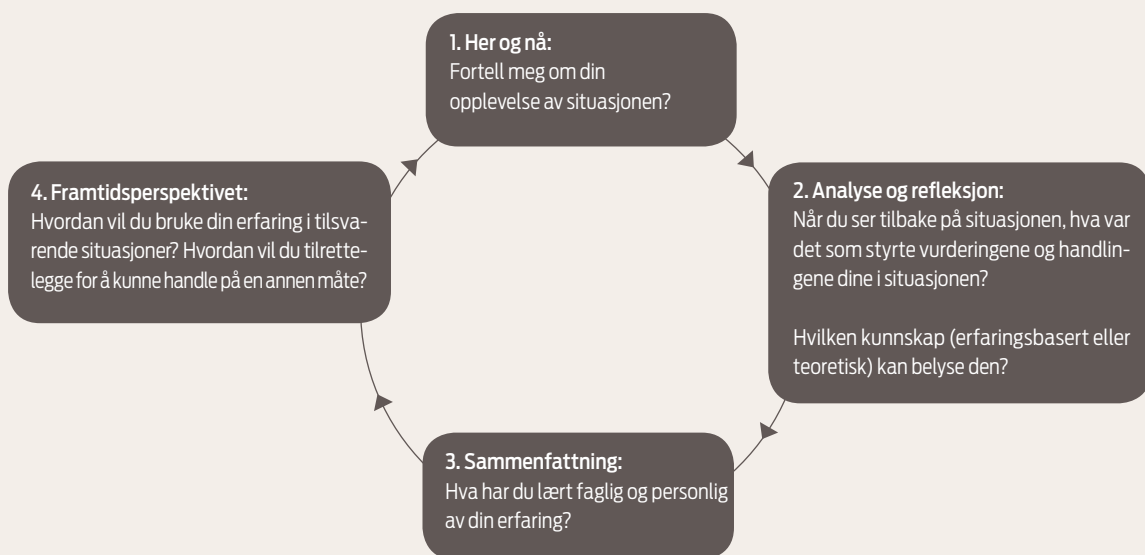 1. Her og nå:
Fortell meg om din
opplevelse av situasjonen?
2. Analyse og refleksjon:
Når du ser tilbake på situasjonen, hva var
det som styrte vurderingene og handlin-
gene dine i situasjonen?
Hvilken kunnskap (erfaringsbasert eller
teoretisk) kan belyse den?
3. Sammenfattning:
Hva har du lært faglig og personlig
av din erfaring?
4. Framtidsperspektivet:
Hvordan vil du bruke din erfaring i tilsva-
rende situasjoner? Hvordan vil du tilrette-
legge for å kunne handle på en annen måte?